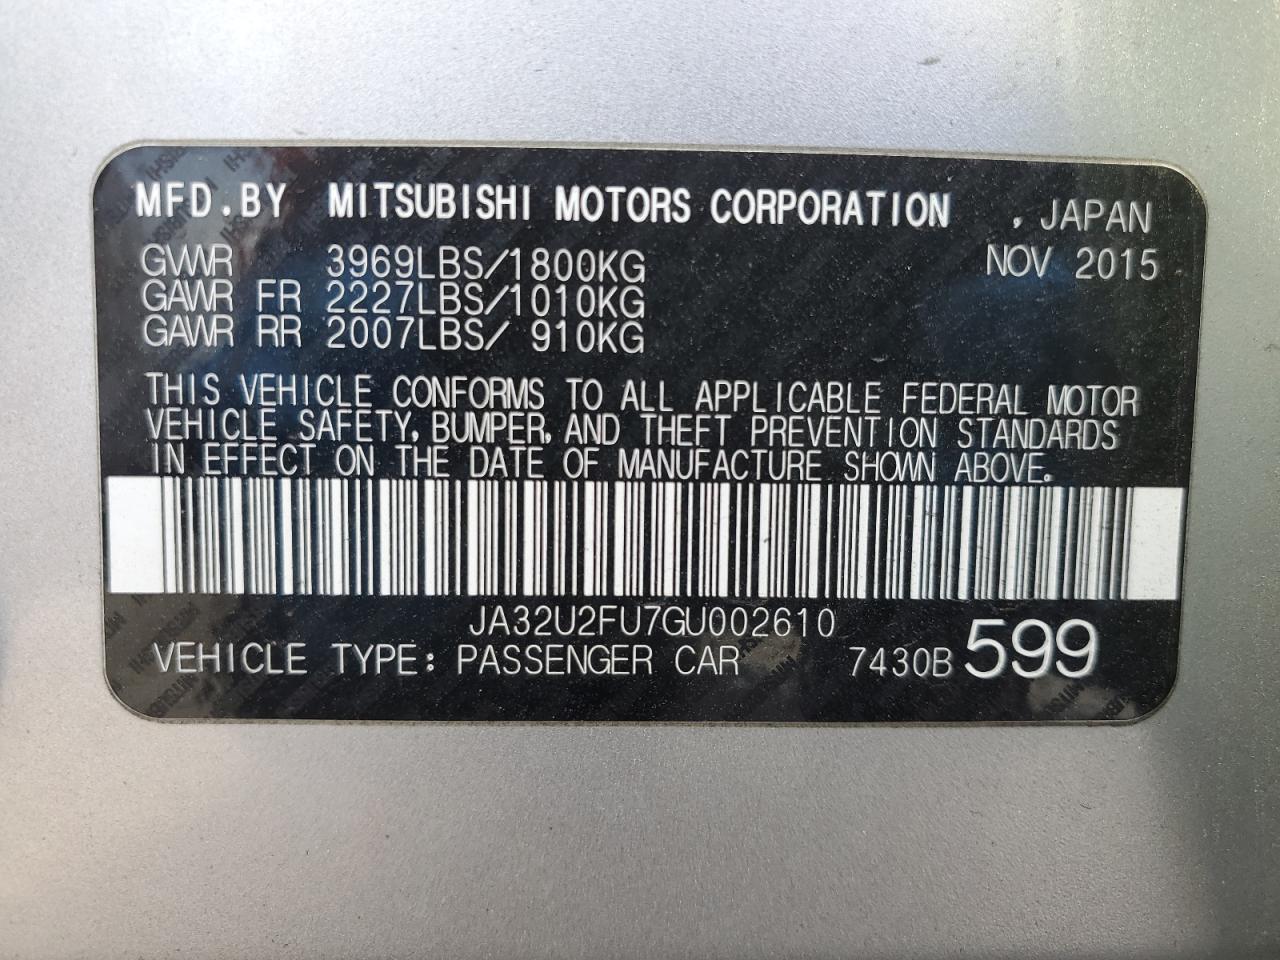 MFD.BY MITSUBISHI MOTORS CORPORATION , JAPAN
GVWR 3969LBS/1800KG NOV 2015
GAWR FR 2227LBS/1010KG
GAWR RR 2007LBS/ 910KG
THIS VEHICLE CONFORMS TO ALL APPLICABLE FEDERAL MOTOR
VEHICLE SAFETY, BUMPER, AND THEFT PREVENTION STANDARDS
IN EFFECT ON THE DATE OF MANUFACTURE SHOWN ABOVE.
JA32U2FU7GU002610
VEHICLE TYPE: PASSENGER CAR 7430B 599